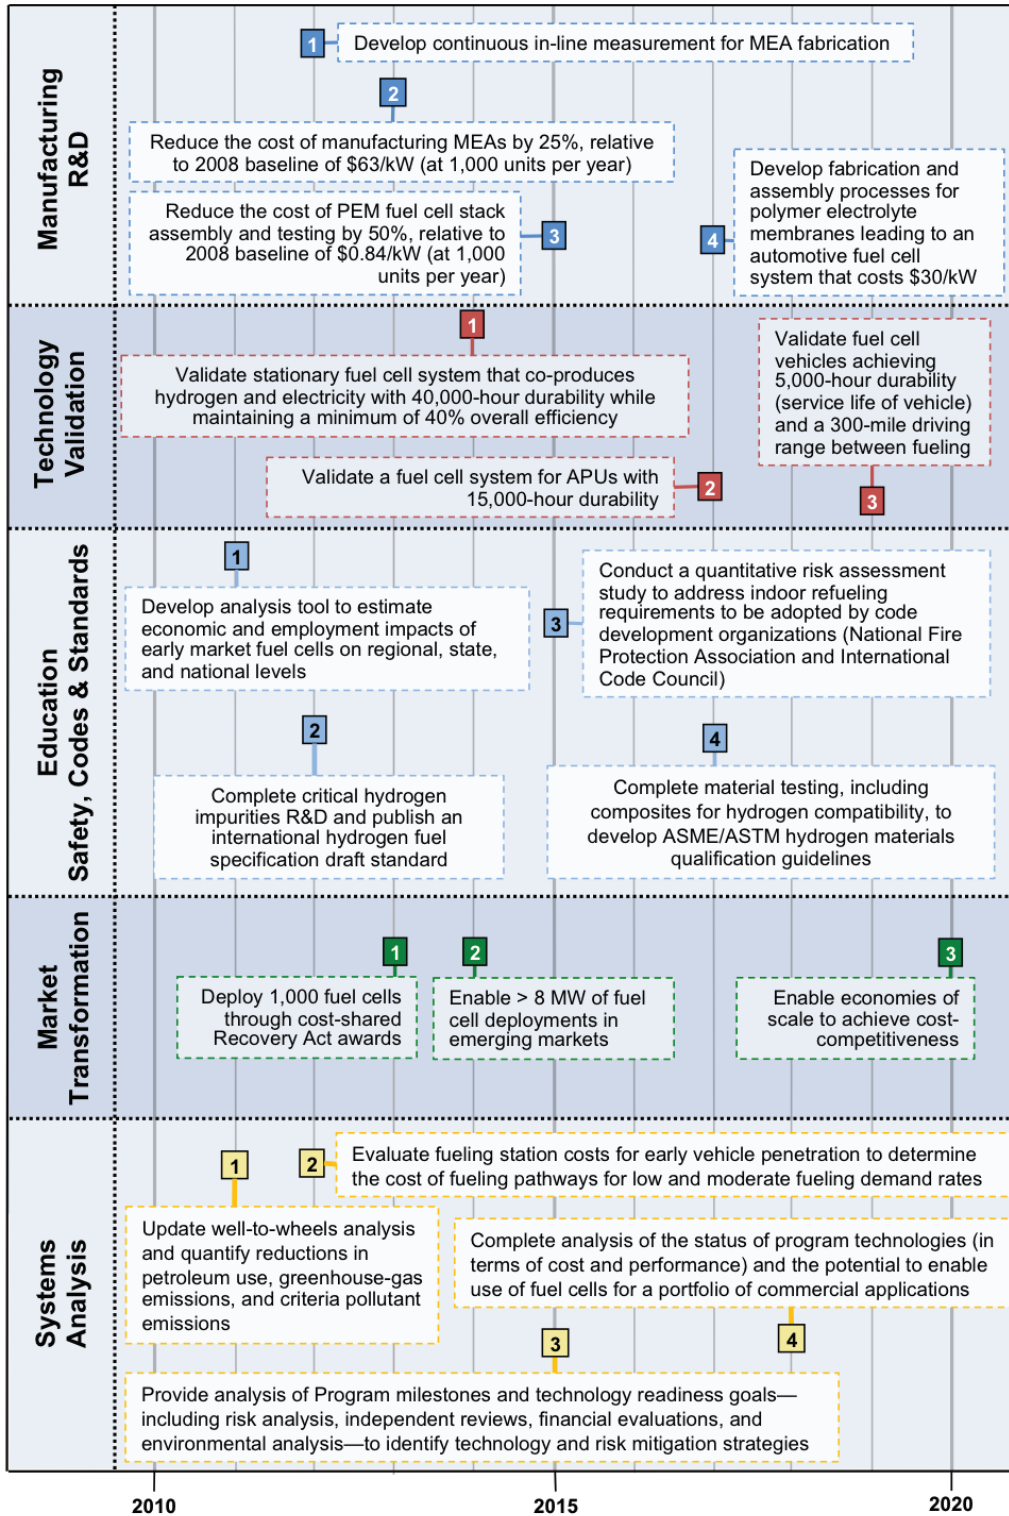 Manufacturing
R&D
1
Develop continuous in-line measurement for MEA fabrication
2
Reduce the cost of manufacturing MEAs by 25%, relative
to 2008 baseline of $63/kW (at 1,000 units per year)
Reduce the cost of PEM fuel cell stack
assembly and testing by 50%, relative to
2008 baseline of $0.84/kW (at 1,000
units per year)
3
4
Develop fabrication and
assembly processes for
polymer electrolyte
membranes leading to an
automotive fuel cell
system that costs $30/kW
Technology
Validation
1
Validate stationary fuel cell system that co-produces
hydrogen and electricity with 40,000-hour durability while
maintaining a minimum of 40% overall efficiency
Validate a fuel cell system for APUs with
15,000-hour durability
2
Validate fuel cell
vehicles achieving
5,000-hour durability
(service life of vehicle)
and a 300-mile driving
range between fueling
3
Education
Safety, Codes & Standards
1
Develop analysis tool to estimate
economic and employment impacts of
early market fuel cells on regional, state,
and national levels
2
Complete critical hydrogen
impurities R&D and publish an
international hydrogen fuel
specification draft standard
3
Conduct a quantitative risk assessment
study to address indoor refueling
requirements to be adopted by code
development organizations (National Fire
Protection Association and International
Code Council)
4
Complete material testing, including
composites for hydrogen compatibility, to
develop ASME/ASTM hydrogen materials
qualification guidelines
Market
Transformation
1
Deploy 1,000 fuel cells
through cost-shared
Recovery Act awards
2
Enable > 8 MW of fuel
cell deployments in
emerging markets
3
Enable economies of
scale to achieve cost-
competitiveness
Systems
Analysis
1
Update well-to-wheels analysis
and quantify reductions in
petroleum use, greenhouse-gas
emissions, and criteria pollutant
emissions
2
Evaluate fueling station costs for early vehicle penetration to determine
the cost of fueling pathways for low and moderate fueling demand rates
Complete analysis of the status of program technologies (in
terms of cost and performance) and the potential to enable
use of fuel cells for a portfolio of commercial applications
4
3
Provide analysis of Program milestones and technology readiness goals—
including risk analysis, independent reviews, financial evaluations, and
environmental analysis—to identify technology and risk mitigation strategies
2010
2015
2020